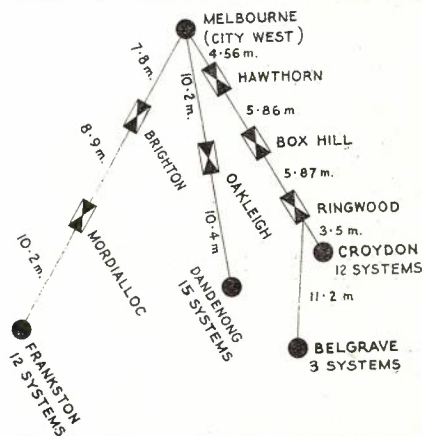 MELBOURNE
(CITY WEST)
4·56 m.
7·8 m.
10·2 m.
HAWTHORN
5·86 m
BOX HILL
5·87 m.
RINGWOOD
3·5 m.
CROYDON
12 SYSTEMS
11·2 m
BELGRAVE
3 SYSTEMS
OAKLEIGH
10·4 m
DANDENONG
15 SYSTEMS
BRIGHTON
8·9 m.
MORDIALLOC
10·2 m.
FRANKSTON
12 SYSTEMS